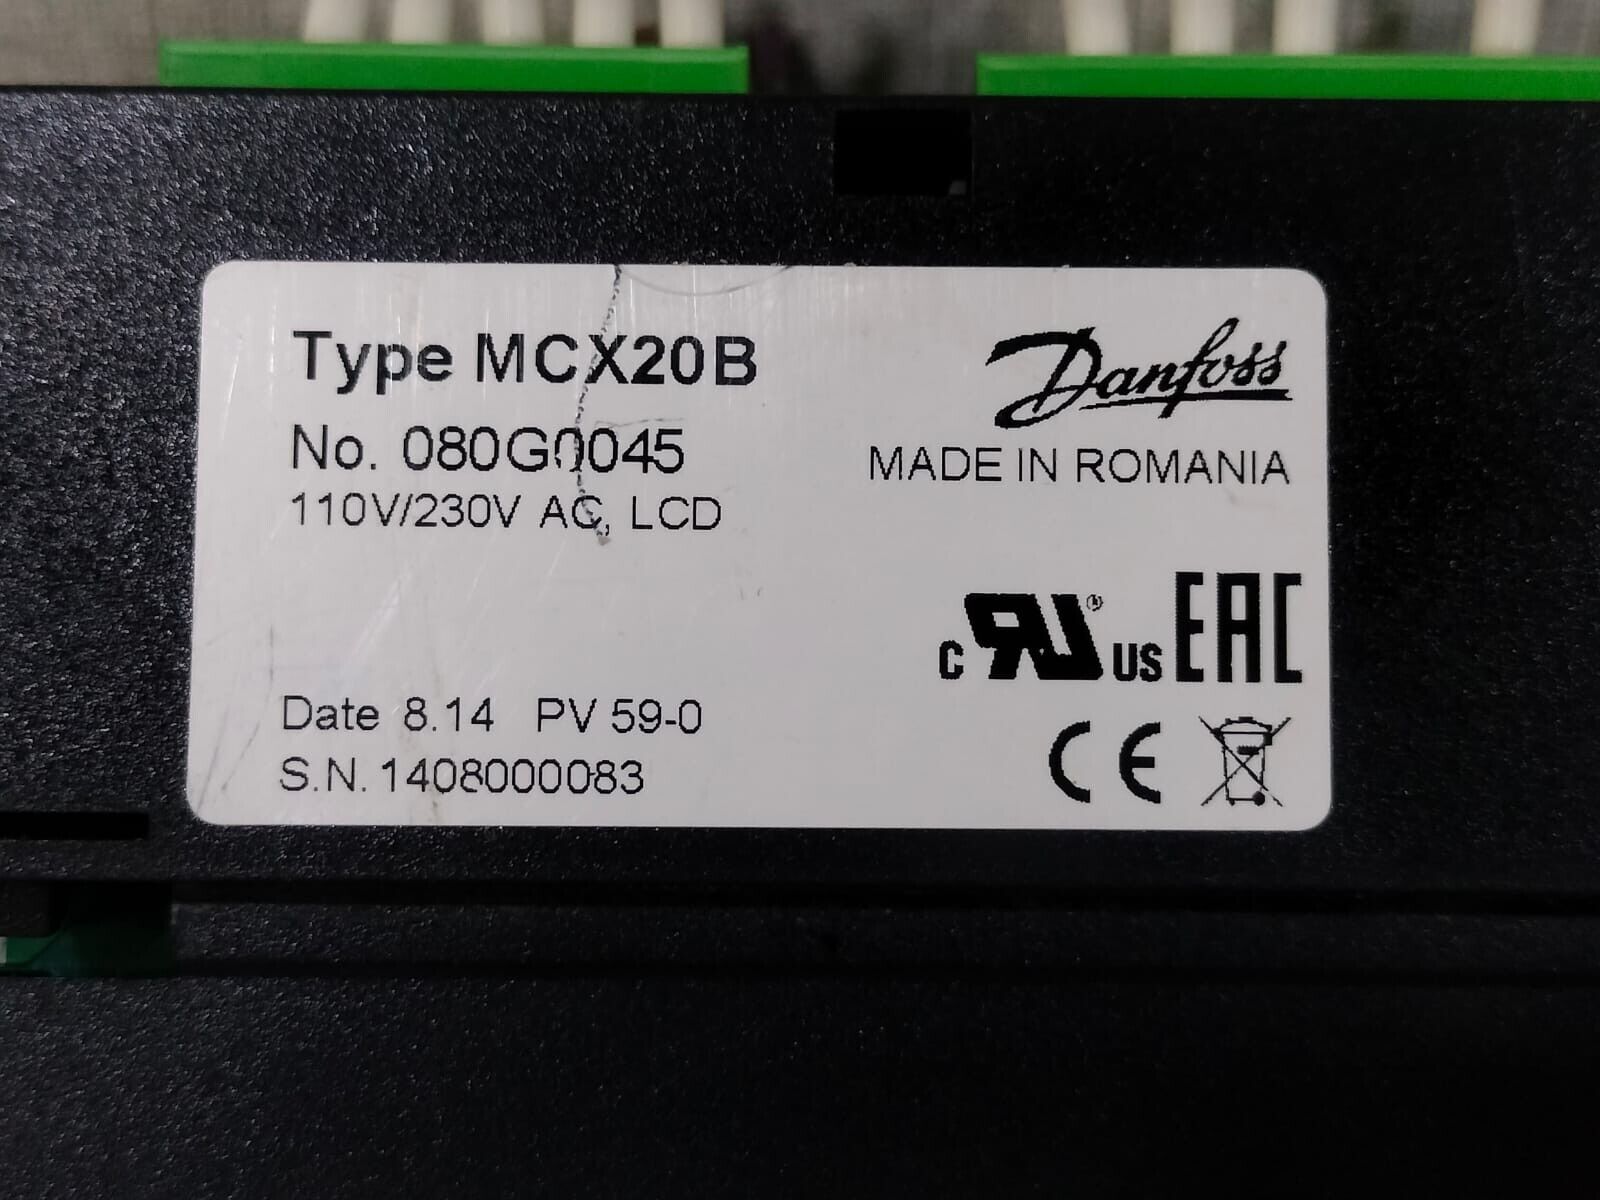 Type MCX20B
Danfoss
No. 080G0045
MADE IN ROMANIA
110V/230V AC, LCD
c RU ® US EAC
Date 8.14 PV 59-0
CE
S.N. 1408000083